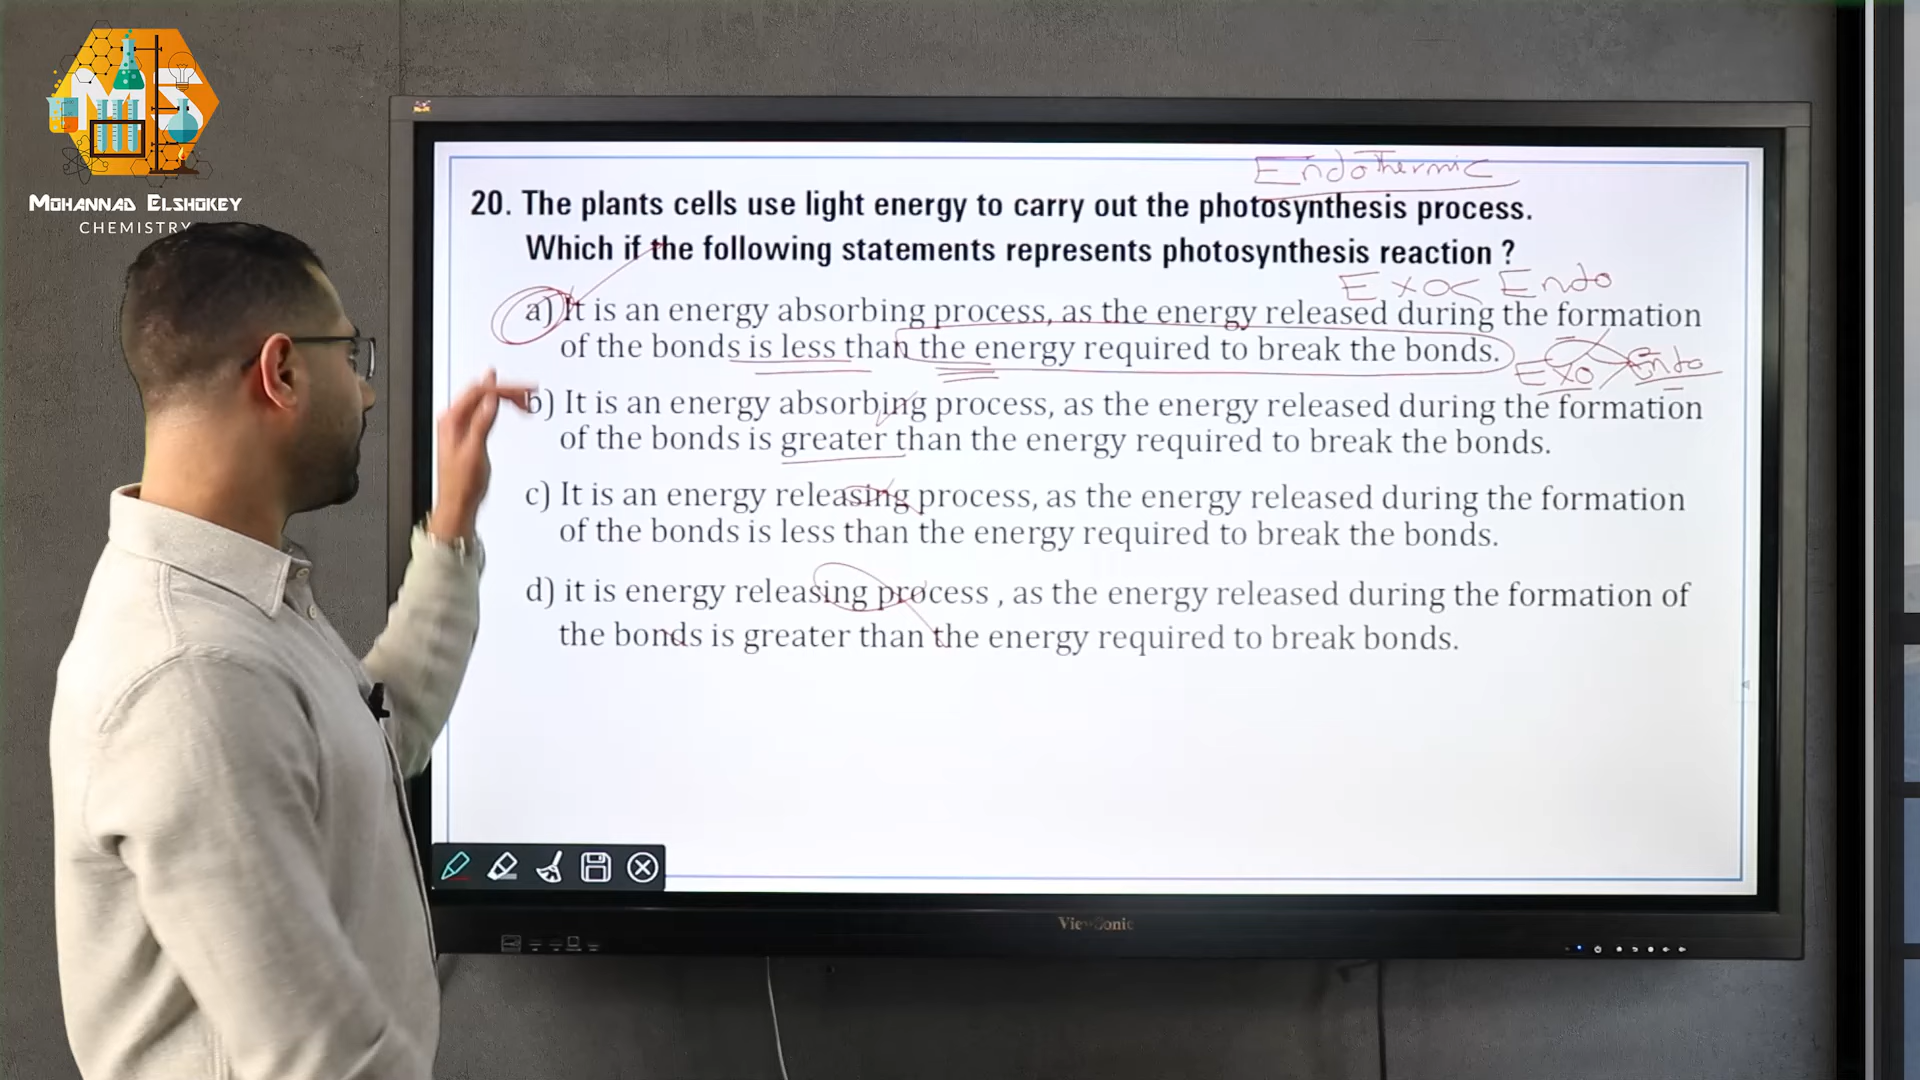 MS
MOHANNAD ELSHOKEY
CHEMISTRY
Endothermic
20. The plants cells use light energy to carry out the photosynthesis process.
Which if the following statements represents photosynthesis reaction ?
Exo < Endo
a) It is an energy absorbing process, as the energy released during the formation
of the bonds is less than the energy required to break the bonds.
Exo Endo
b) It is an energy absorbing process, as the energy released during the formation
of the bonds is greater than the energy required to break the bonds.
c) It is an energy releasing process, as the energy released during the formation
of the bonds is less than the energy required to break the bonds.
d) it is energy releasing process , as the energy released during the formation of
the bonds is greater than the energy required to break bonds.
ViewSonic